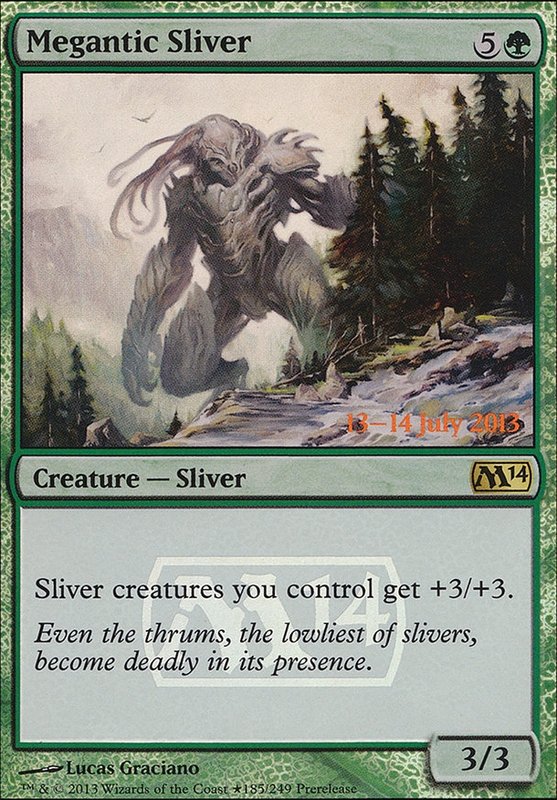 Megantic Sliver 5
13–14 July 2013
Creature — Sliver M14
Sliver creatures you control get +3/+3.
Even the thrums, the lowliest of slivers,
become deadly in its presence.
M14
3/3
Lucas Graciano
™ & © 2013 Wizards of the Coast ★185/249 Prerelease